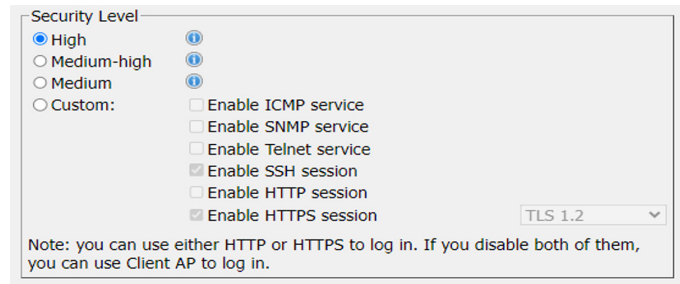 Security Level
High
Medium-high
Medium
Custom:
Enable ICMP service
Enable SNMP service
Enable Telnet service
Enable SSH session
Enable HTTP session
Enable HTTPS session TLS 1.2
Note: you can use either HTTP or HTTPS to log in. If you disable both of them,
you can use Client AP to log in.